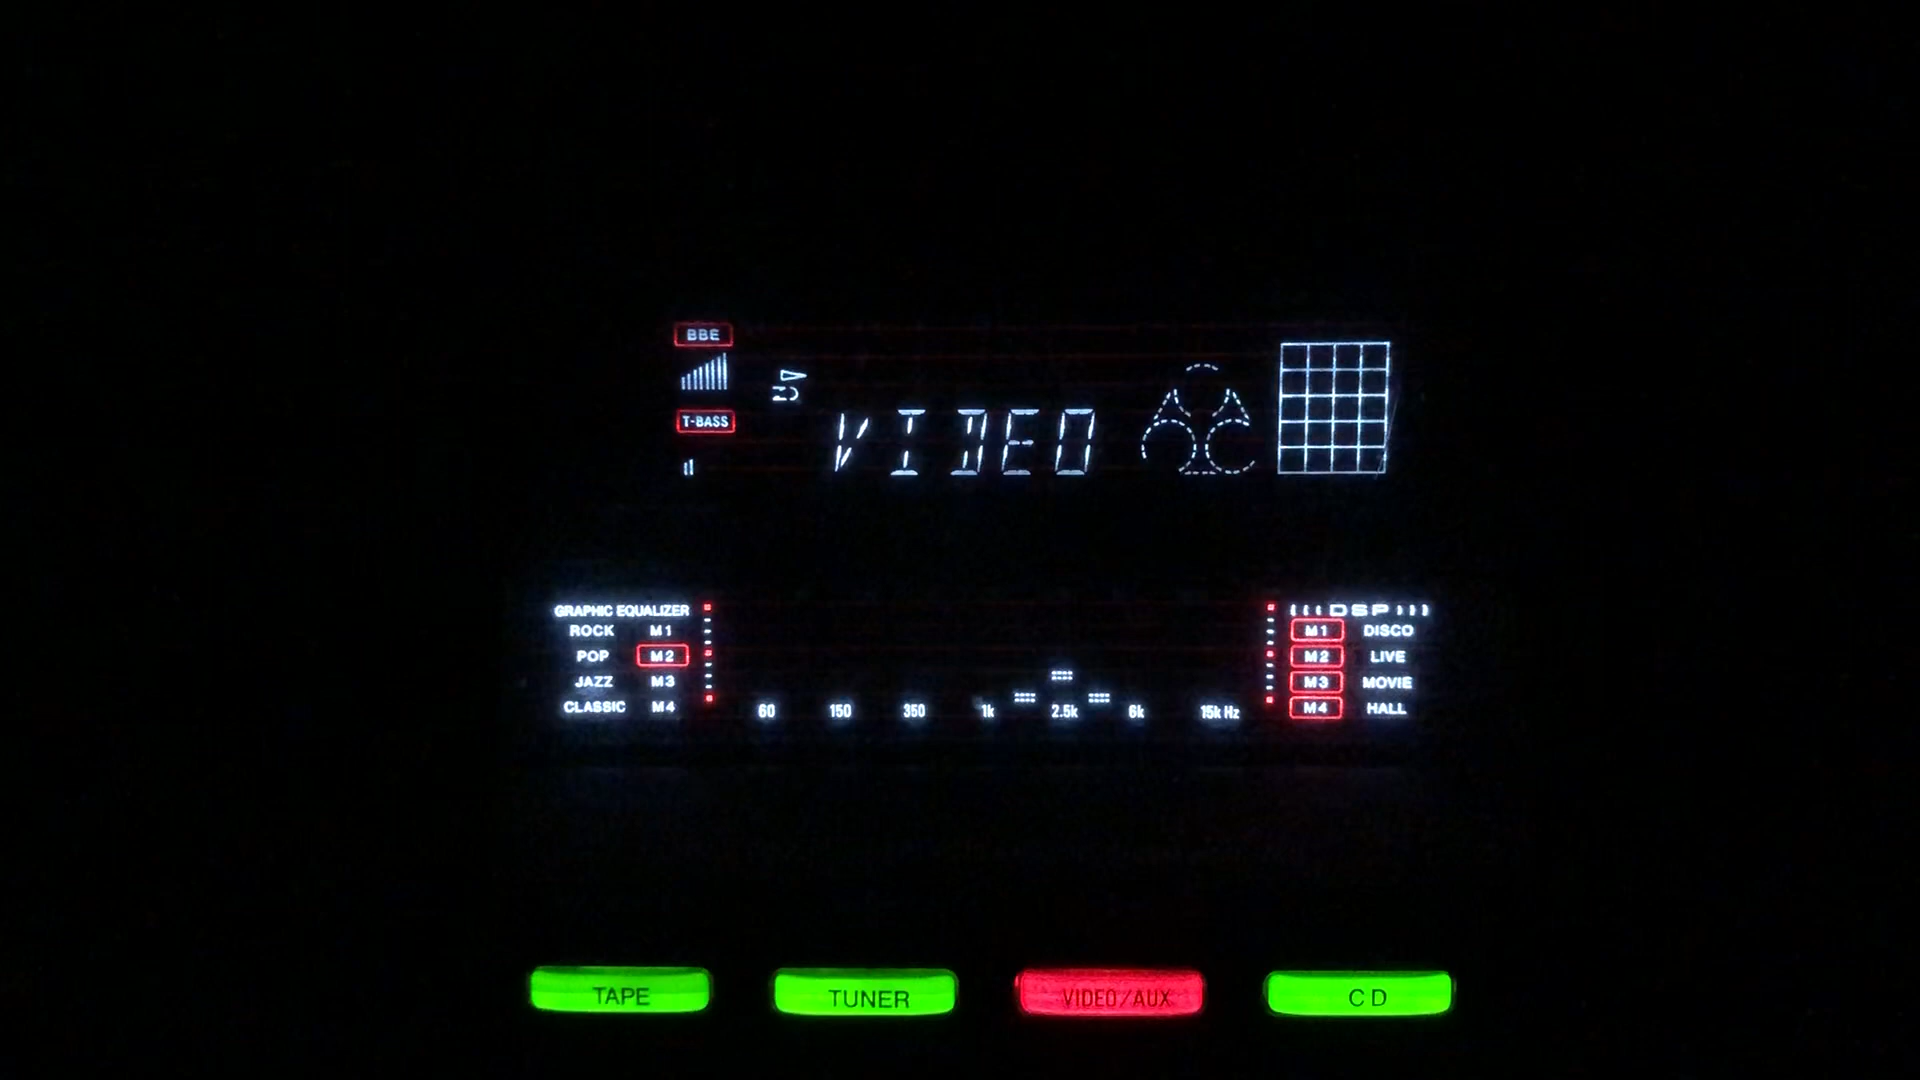 BBE
T-BASS
VIDEO
GRAPHIC EQUALIZER
ROCK M1
POP M2
JAZZ M3
CLASSIC M4
60 150 350 1k 2.5k 6k 15k Hz
DSP
M1 DISCO
M2 LIVE
M3 MOVIE
M4 HALL
TAPE
TUNER
VIDEO/AUX
CD